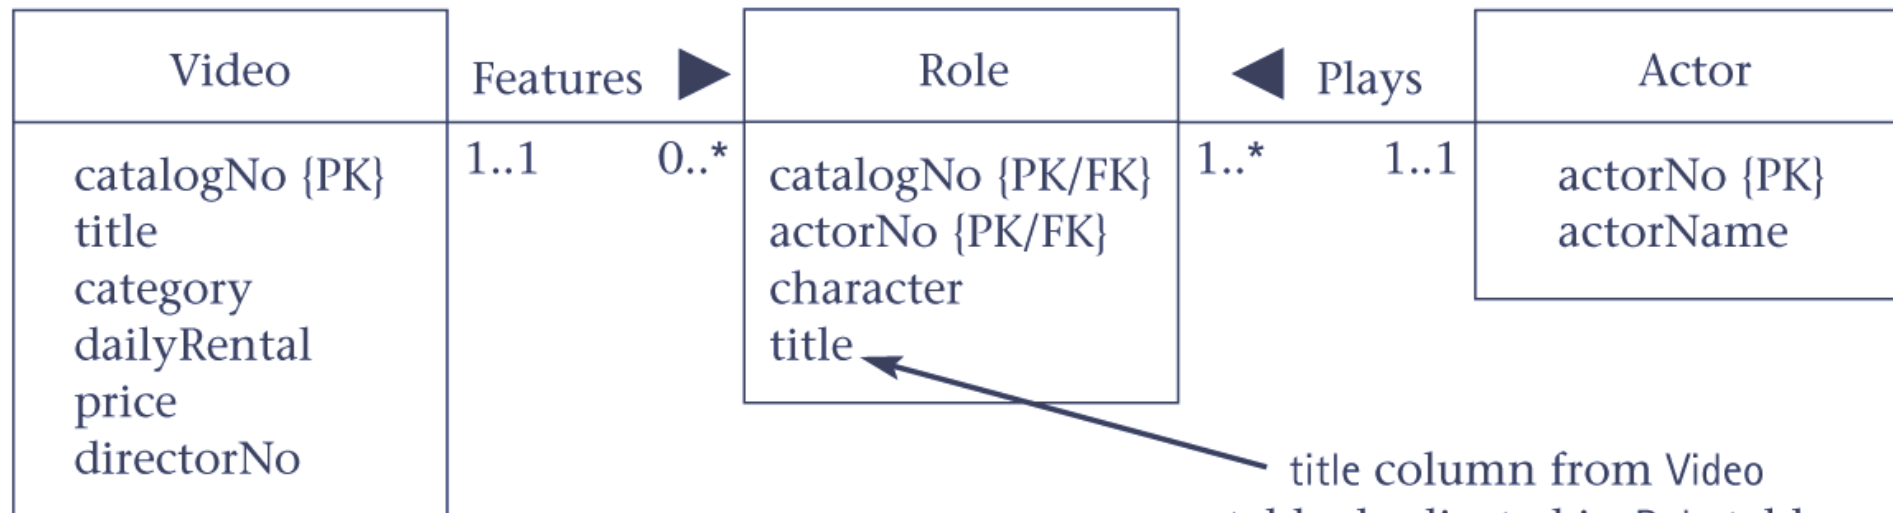 Video
Features
Role
Plays
Actor
1..1
0..*
1..*
1..1
catalogNo {PK}
title
category
dailyRental
price
directorNo
catalogNo {PK/FK}
actorNo {PK/FK}
character
title
actorNo {PK}
actorName
title column from Video